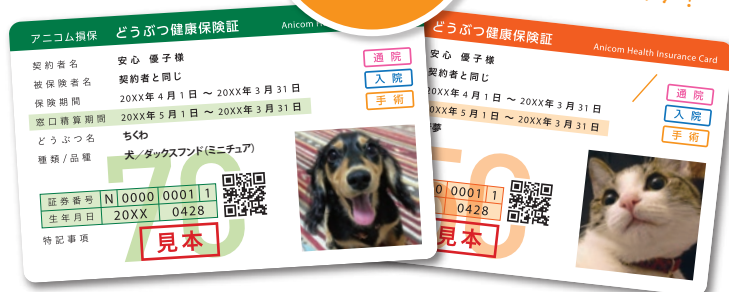 アニコム損保 どうぶつ健康保険証 Anicom Health Insurance Card
契約者名 安心 優子様
被保険者名 契約者と同じ
保険期間 20XX年4月1日 ～ 20XX年3月31日
窓口精算期間 20XX年5月1日 ～ 20XX年3月31日
どうぶつ名 ちくわ
種類/品種 犬/ダックスフンド(ミニチュア)
通院
入院
手術
70
証券番号 N 0000 0001 1
生年月日 20XX 0428
特記事項
見本
どうぶつ健康保険証 Anicom Health Insurance Card
安心 優子様
契約者と同じ
20XX年4月1日 ～ 20XX年3月31日
XX年5月1日 ～ 20XX年3月31日
夢
通院
入院
手術
0 0001 1
0428
見本